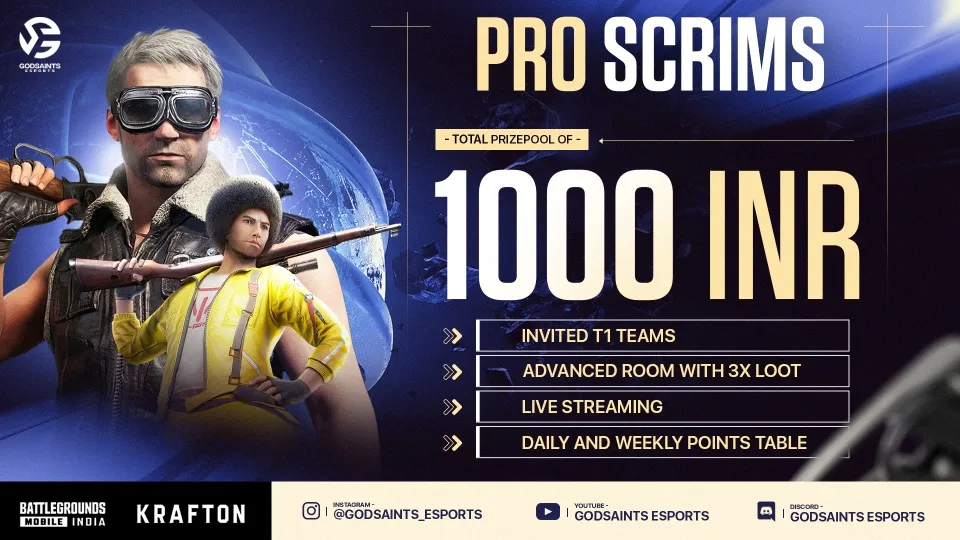 GODSAINTS
ESPORTS
PRO SCRIMS
- TOTAL PRIZEPOOL OF -
1000 INR
INVITED T1 TEAMS
ADVANCED ROOM WITH 3X LOOT
LIVE STREAMING
DAILY AND WEEKLY POINTS TABLE
BATTLEGROUNDS
MOBILE INDIA
KRAFTON
INSTAGRAM -
@GODSAINTS_ESPORTS
YOUTUBE -
GODSAINTS ESPORTS
DISCORD -
GODSAINTS ESPORTS